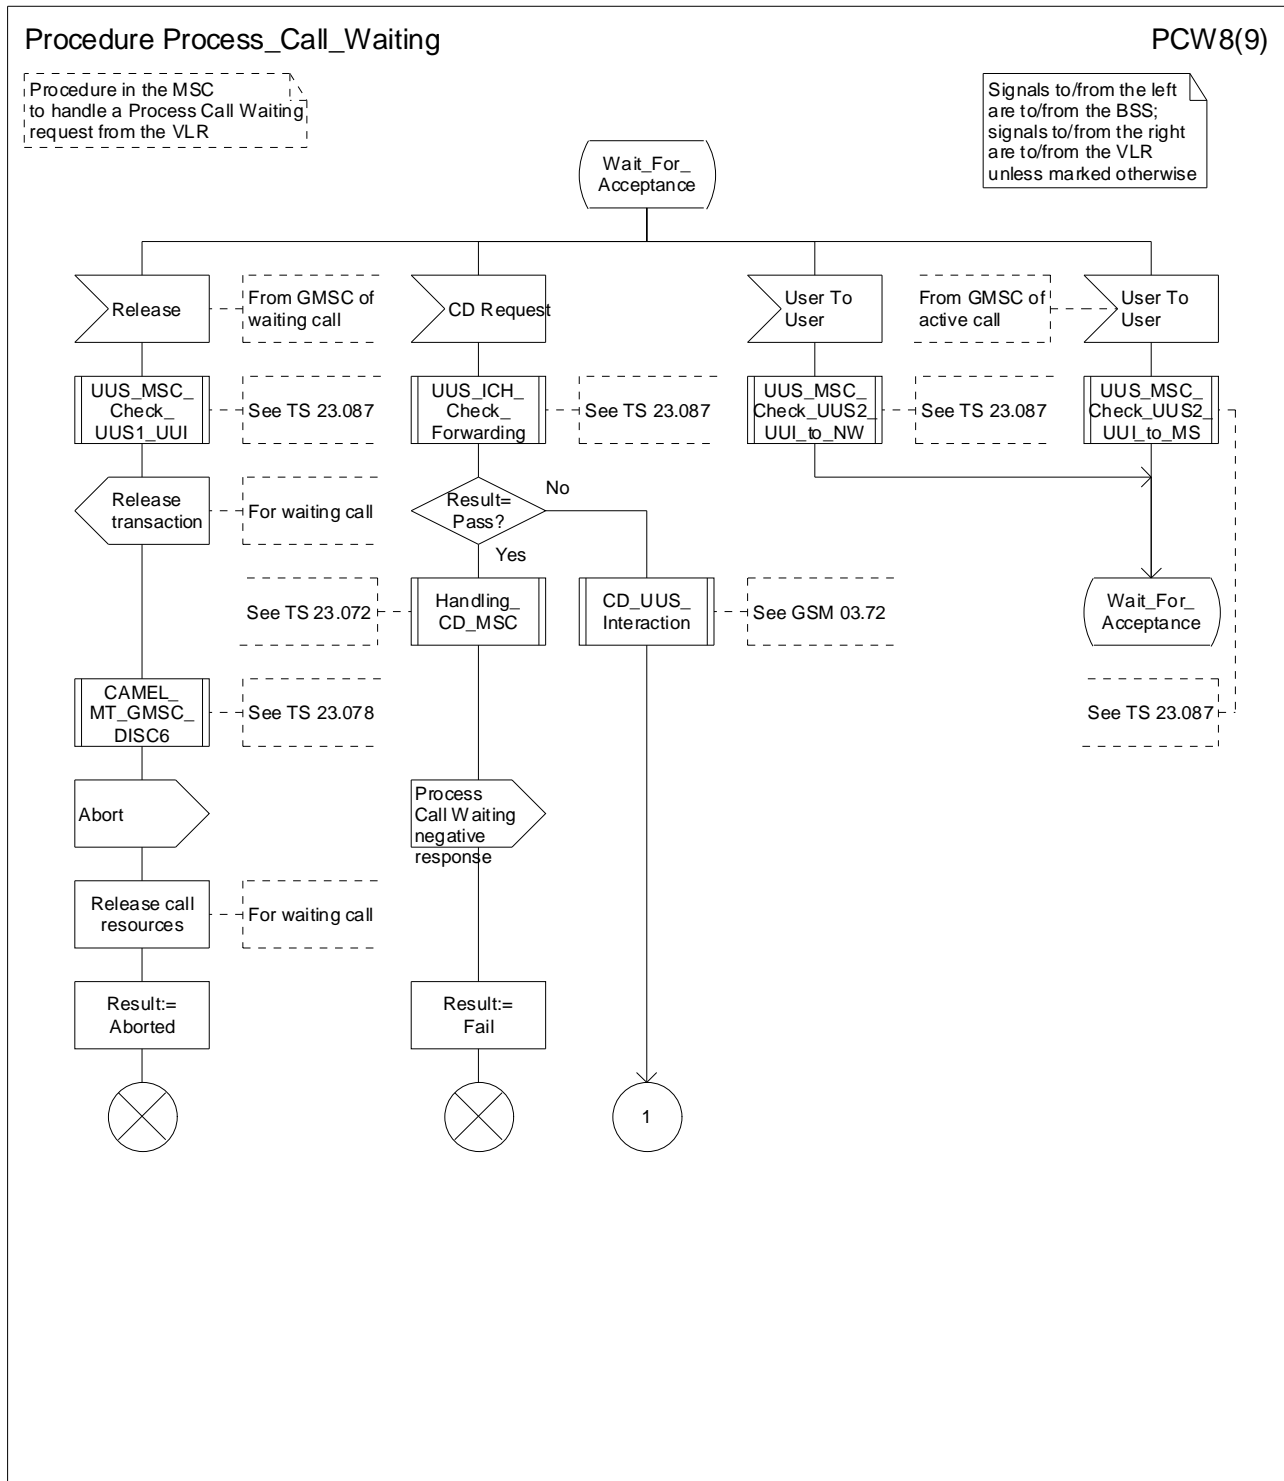 Procedure Process_Call_Waiting
PCW8(9)
Procedure in the MSC
to handle a Process Call Waiting
request from the VLR
Signals to/from the left
are to/from the BSS;
signals to/from the right
are to/from the VLR
unless marked otherwise
Wait_For_
Acceptance
Release
From GMSC of
waiting call
CD Request
User To
User
From GMSC of
active call
User To
User
UUS_MSC_
Check_
UUS1_UUI
See TS 23.087
UUS_ICH_
Check_
Forwarding
See TS 23.087
UUS_MSC_
Check_UUS2_
UUI_to_NW
See TS 23.087
UUS_MSC_
Check_UUS2_
UUI_to_MS
Release
transaction
For waiting call
Result=
Pass?
No
Yes
See TS 23.072
Handling_
CD_MSC
CD_UUS_
Interaction
See GSM 03.72
Wait_For_
Acceptance
CAMEL_
MT_GMSC_
DISC6
See TS 23.078
See TS 23.087
Abort
Process
Call Waiting
negative
response
Release call
resources
For waiting call
Result:=
Aborted
Result:=
Fail
1